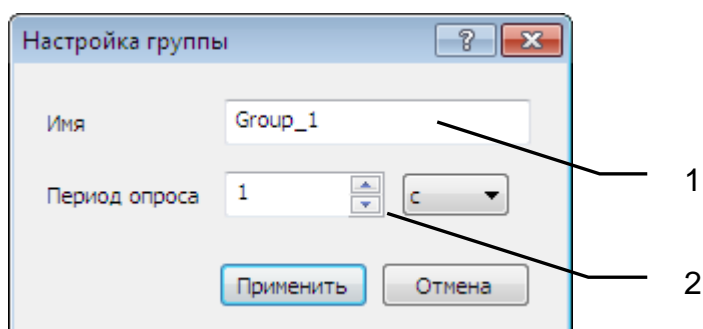 Настройка группы ?
Имя Group_1
1
Период опроса 1 с
2
Применить Отмена